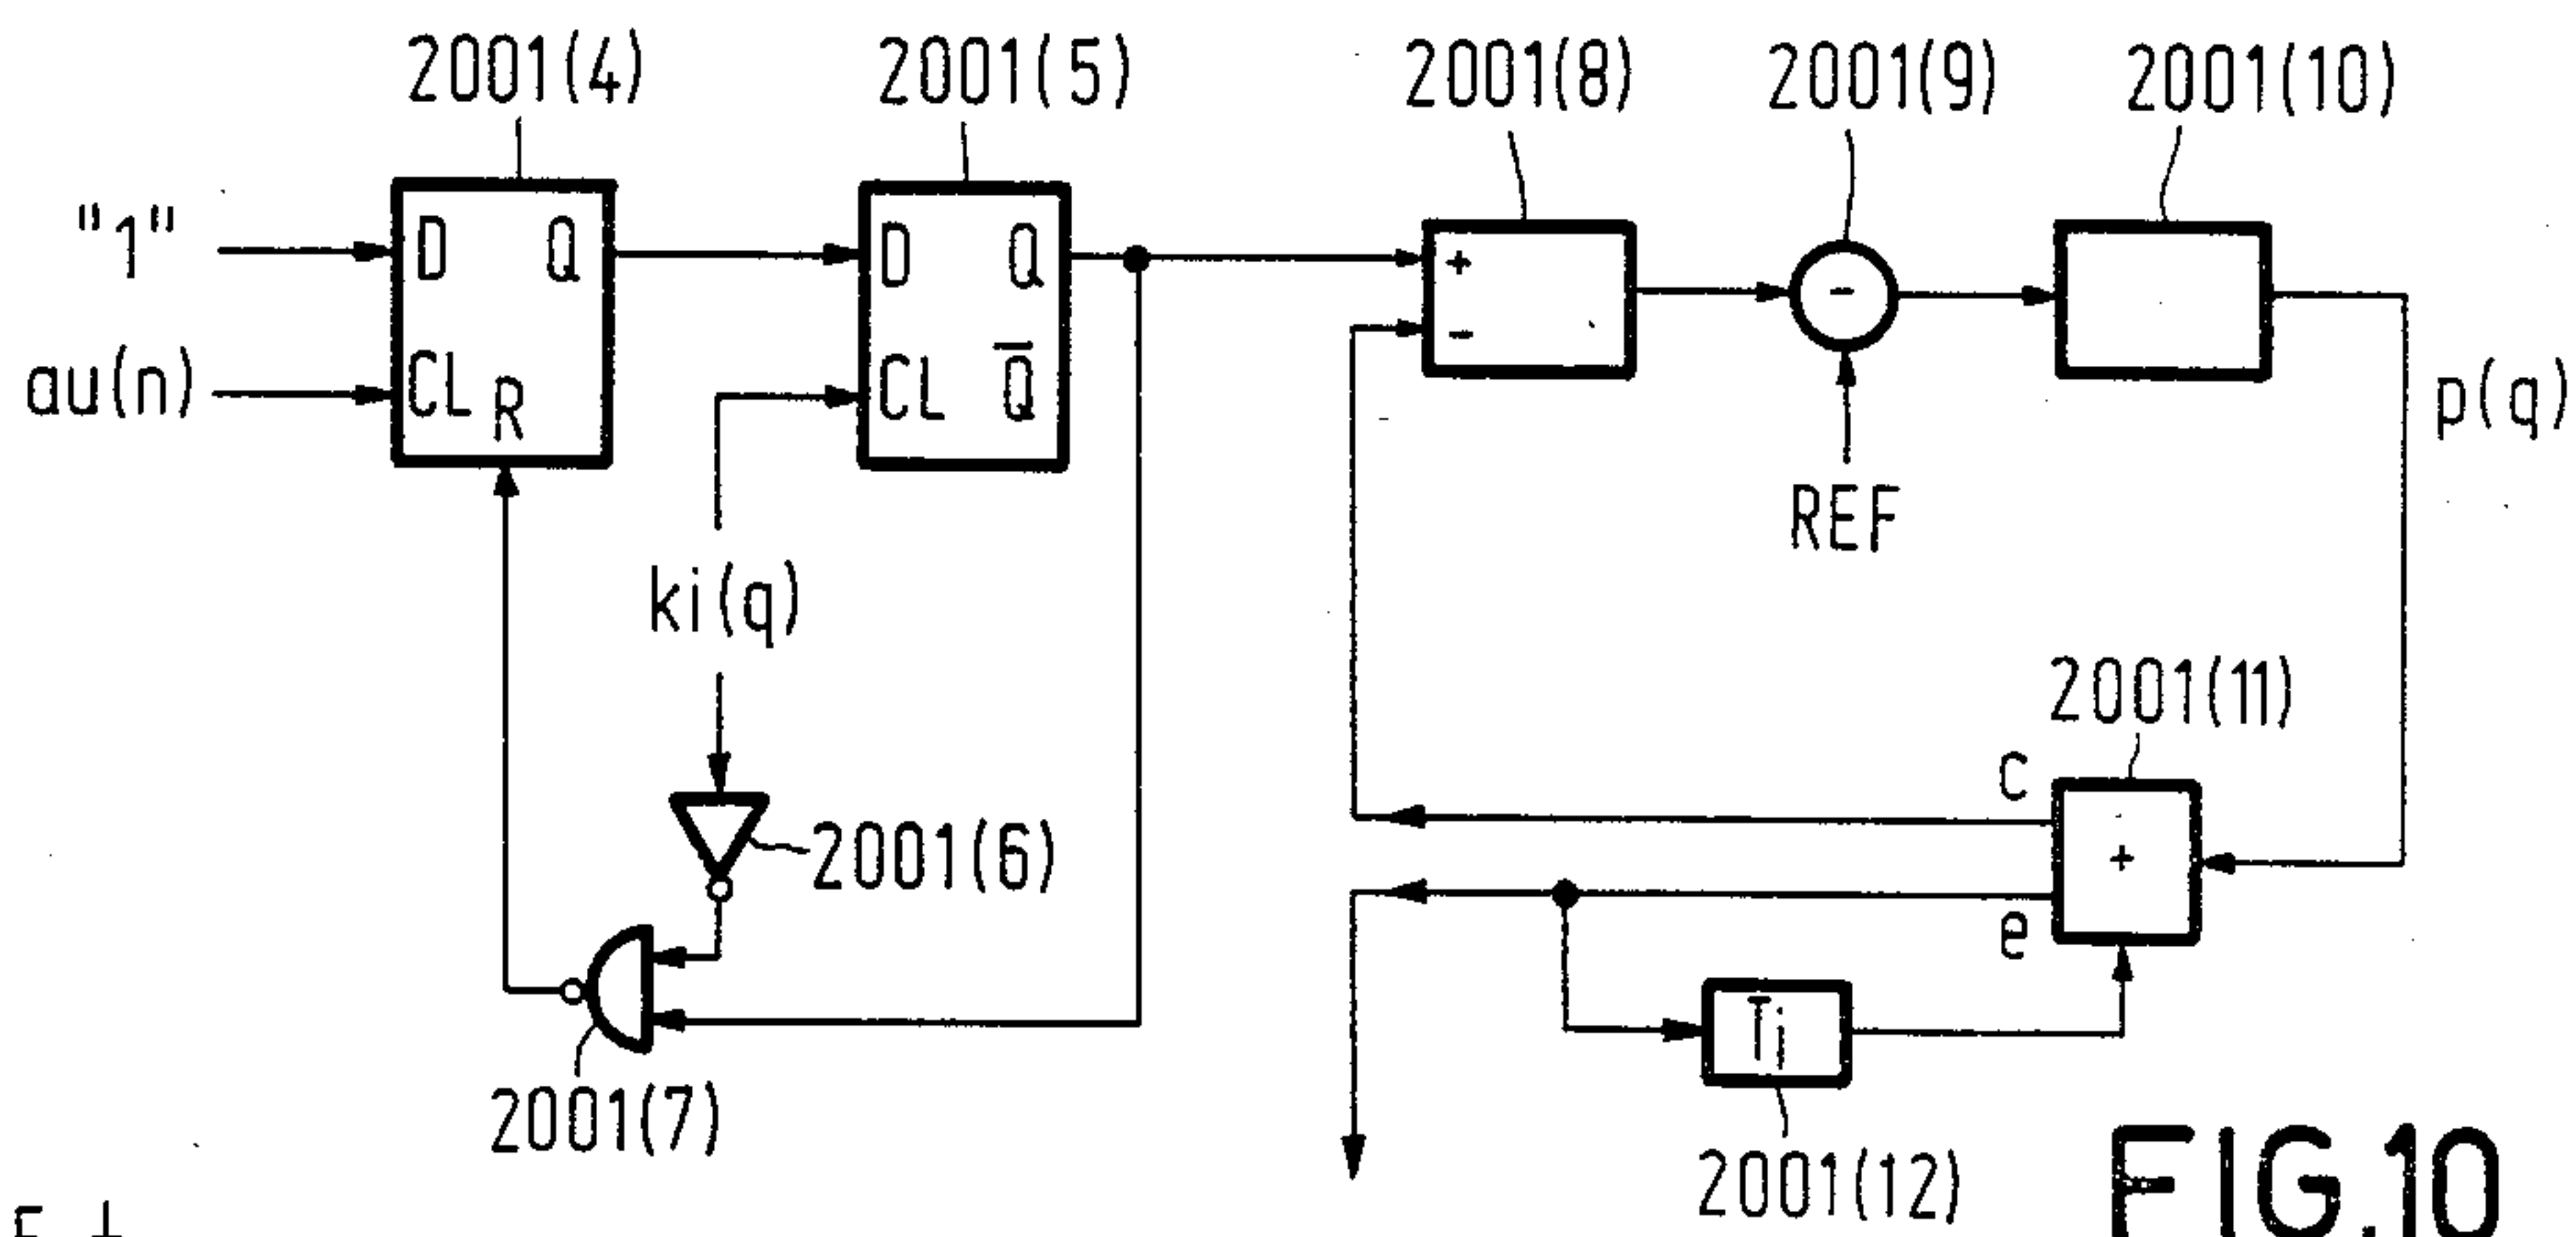 2001(4) 2001(5) 2001(8) 2001(9) 2001(10)
"1" D Q D Q + -
au(n) CL R CL Q̅ - p(q)
REF
ki(q)
2001(11)
c
2001(6) +
e
Ti
2001(7)
2001(12)
FIG.10